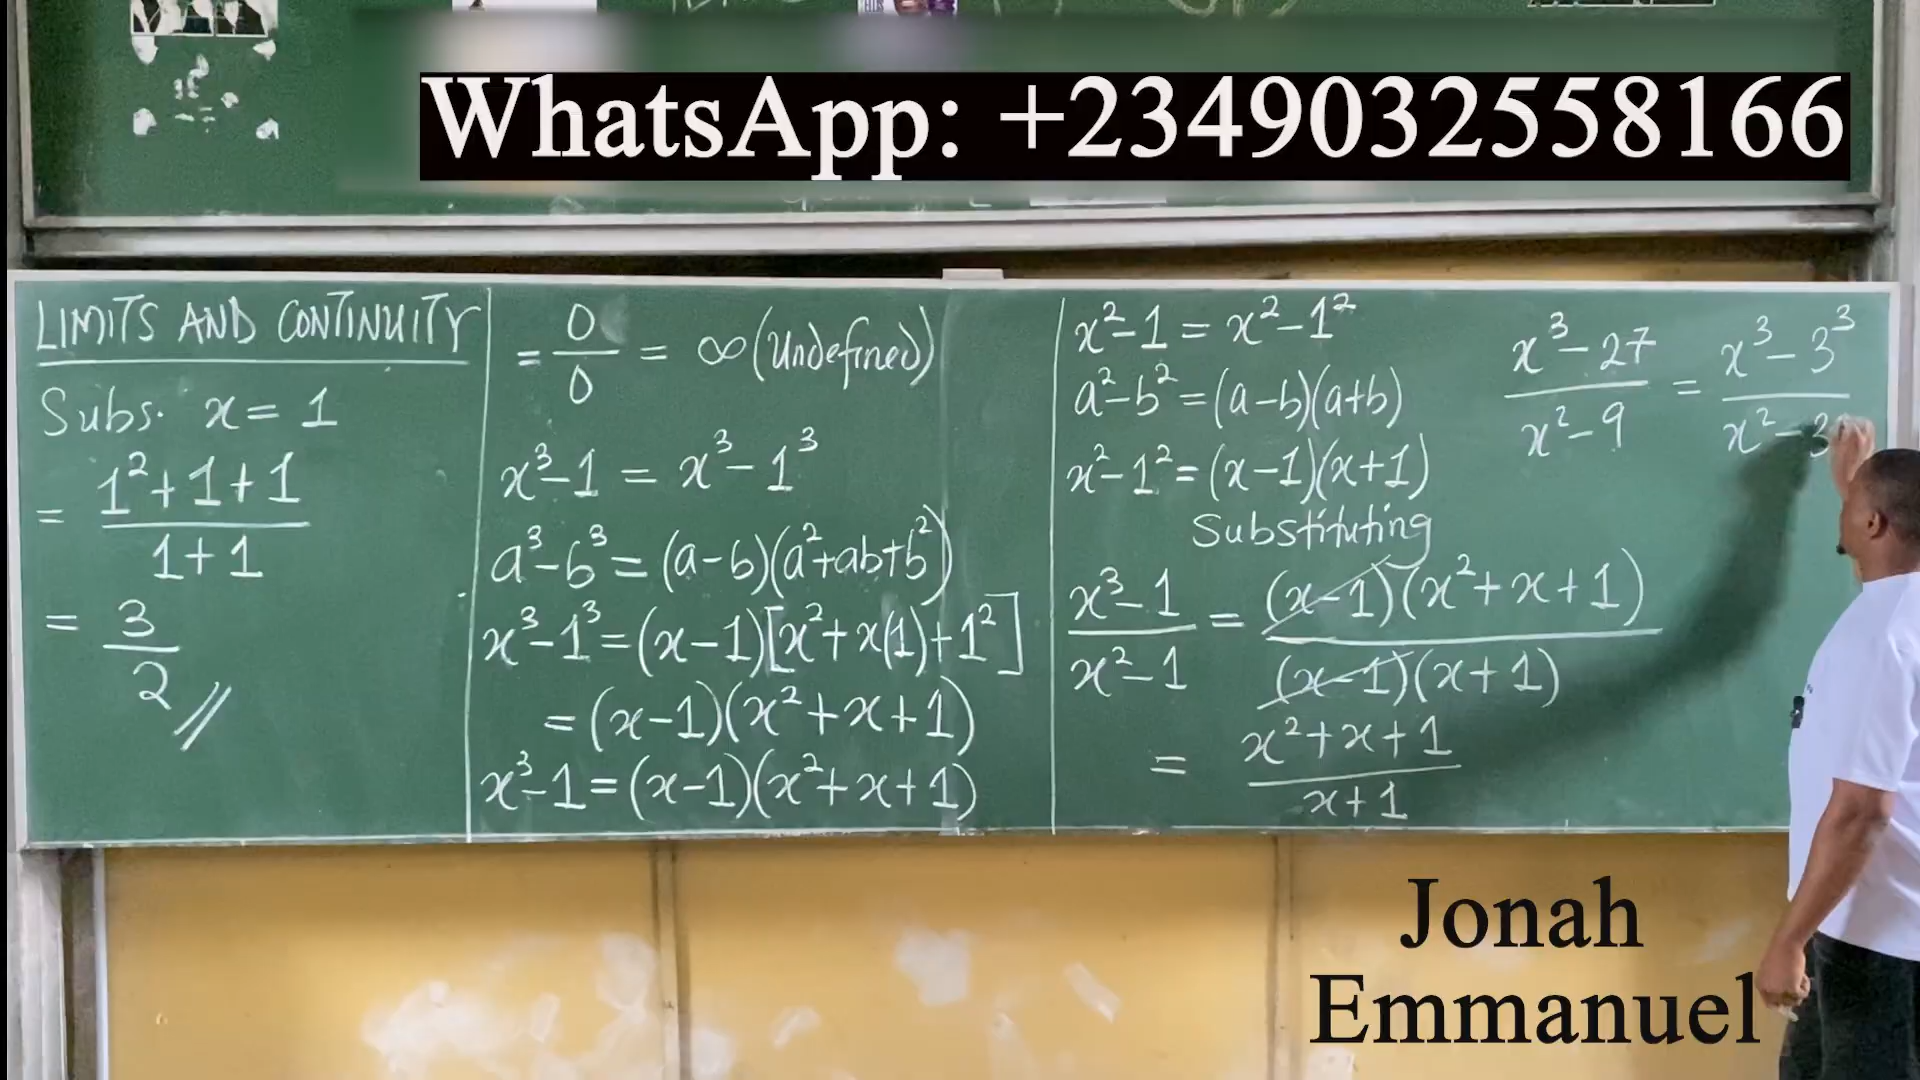 WhatsApp: +2349032558166
LIMITS AND CONTINUITY
Subs. x = 1
= (1² + 1 + 1)/(1 + 1)
= 3/2 //
= 0/0 = ∞ (Undefined)
x³ - 1 = x³ - 1³
a³ - b³ = (a - b)(a² + ab + b²)
x³ - 1³ = (x - 1)[x² + x(1) + 1²]
= (x - 1)(x² + x + 1)
x³ - 1 = (x - 1)(x² + x + 1)
x² - 1 = x² - 1²
a² - b² = (a - b)(a + b)
x² - 1² = (x - 1)(x + 1)
Substituting
(x³ - 1)/(x² - 1) = (x - 1)(x² + x + 1)/(x - 1)(x + 1)
= (x² + x + 1)/(x + 1)
(x³ - 27)/(x² - 9) = (x³ - 3³)/(x² - 3
Jonah
Emmanuel